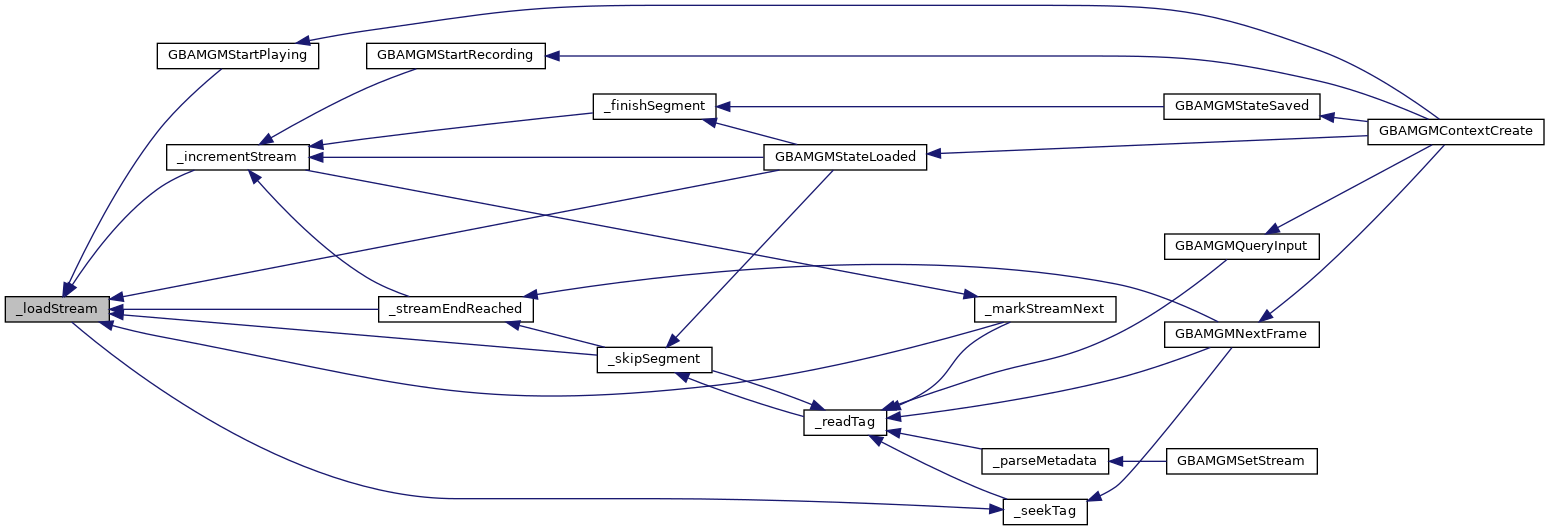 GBAMGMStartPlaying
GBAMGMStartRecording
_finishSegment
GBAMGMStateSaved
GBAMGMContextCreate
_incrementStream
GBAMGMStateLoaded
GBAMGMQueryInput
_loadStream
_streamEndReached
_markStreamNext
GBAMGMNextFrame
_skipSegment
_readTag
_parseMetadata
GBAMGMSetStream
_seekTag